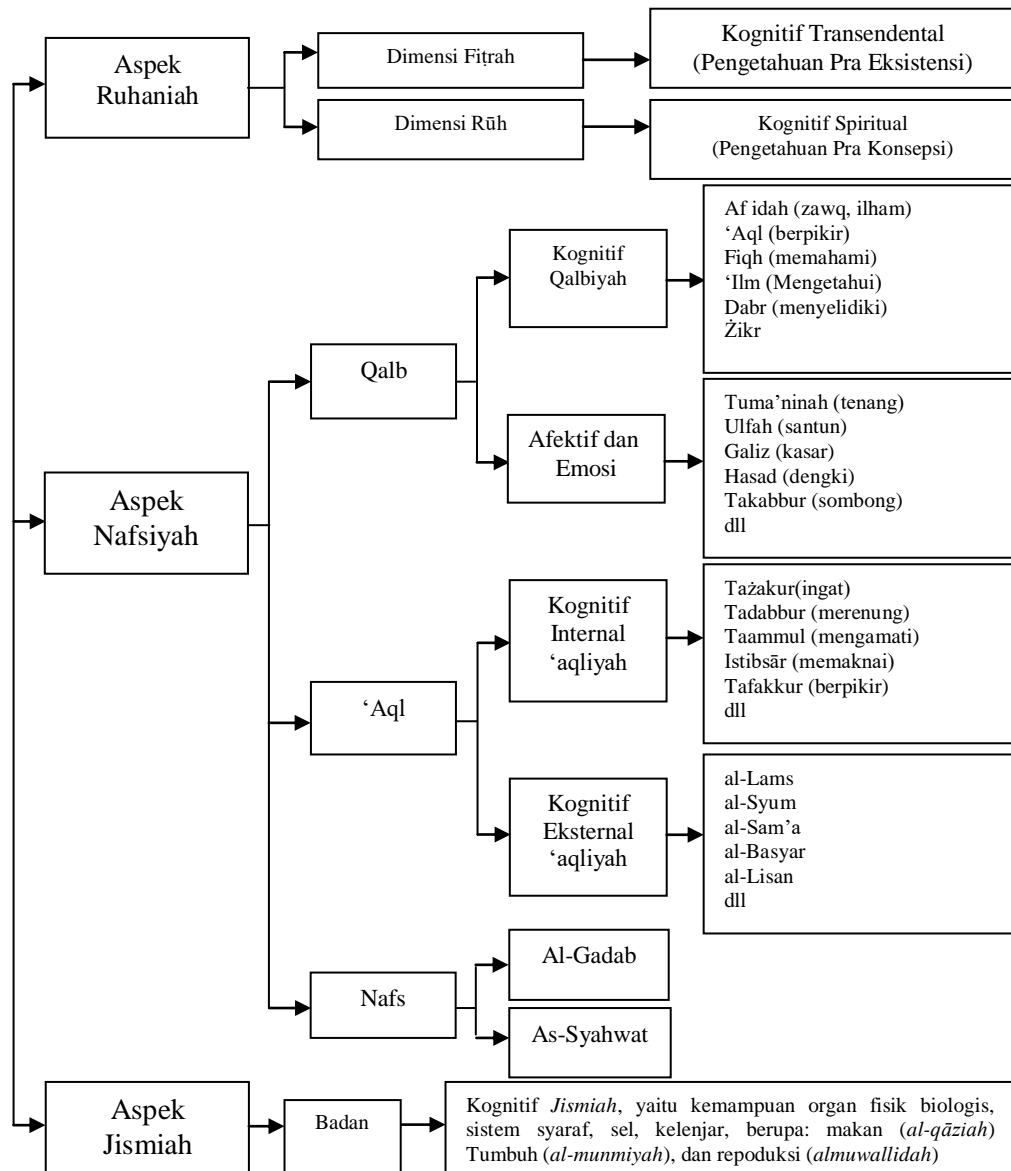 Aspek
Ruhaniah
Dimensi Fiṭrah
Kognitif Transendental
(Pengetahuan Pra Eksistensi)
Dimensi Rūh
Kognitif Spiritual
(Pengetahuan Pra Konsepsi)
Aspek
Nafsiyah
Qalb
Kognitif
Qalbiyah
Af idah (zawq, ilham)
‘Aql (berpikir)
Fiqh (memahami)
‘Ilm (Mengetahui)
Dabr (menyelidiki)
Żikr
Afektif dan
Emosi
Tuma’ninah (tenang)
Ulfah (santun)
Galiz (kasar)
Hasad (dengki)
Takabbur (sombong)
dll
‘Aql
Kognitif
Internal
‘aqliyah
Tażakur(ingat)
Tadabbur (merenung)
Taammul (mengamati)
Istibsār (memaknai)
Tafakkur (berpikir)
dll
Kognitif
Eksternal
‘aqliyah
al-Lams
al-Syum
al-Sam’a
al-Basyar
al-Lisan
dll
Nafs
Al-Gadab
As-Syahwat
Aspek
Jismiah
Badan
Kognitif Jismiah, yaitu kemampuan organ fisik biologis,
sistem syaraf, sel, kelenjar, berupa: makan (al-qāziah)
Tumbuh (al-munmiyah), dan repoduksi (almuwallidah)